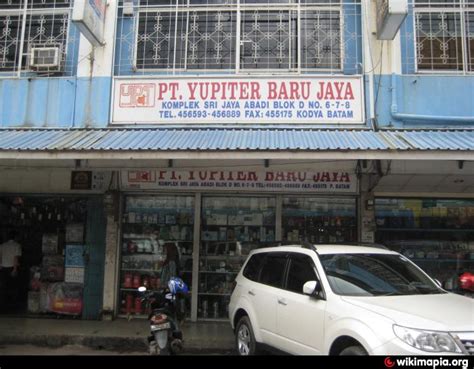 PT. YUPITER BARU JAYA
KOMPLEK SRI JAYA ABADI BLOK D NO. 6-7-8
TEL. 456593-456889 FAX: 455175 KODYA BATAM
PT. YUPITER BARU JAYA
KOMPLEK SRI JAYA ABADI BLOK D NO. 6-7-8
wikimapia.org